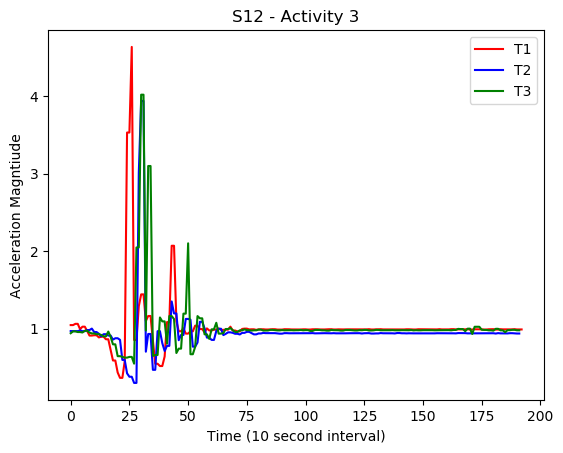 S12 - Activity 3
T1
T2
T3
4
3
2
1
Acceleration Magntiude
0
25
50
75
100
125
150
175
200
Time (10 second interval)